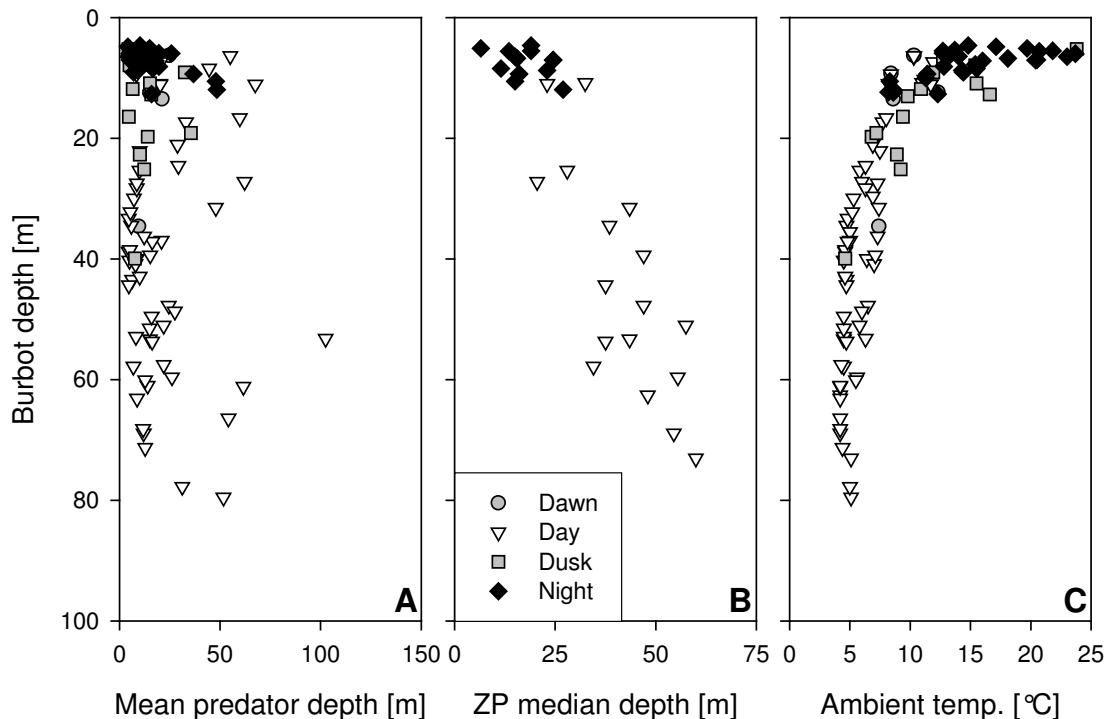 0
20
40
60
80
100
Burbot depth [m]
A
B
C
Dawn
Day
Dusk
Night
0 50 100 150
0 25 50 75
0 5 10 15 20 25
Mean predator depth [m]
ZP median depth [m]
Ambient temp. [°C]